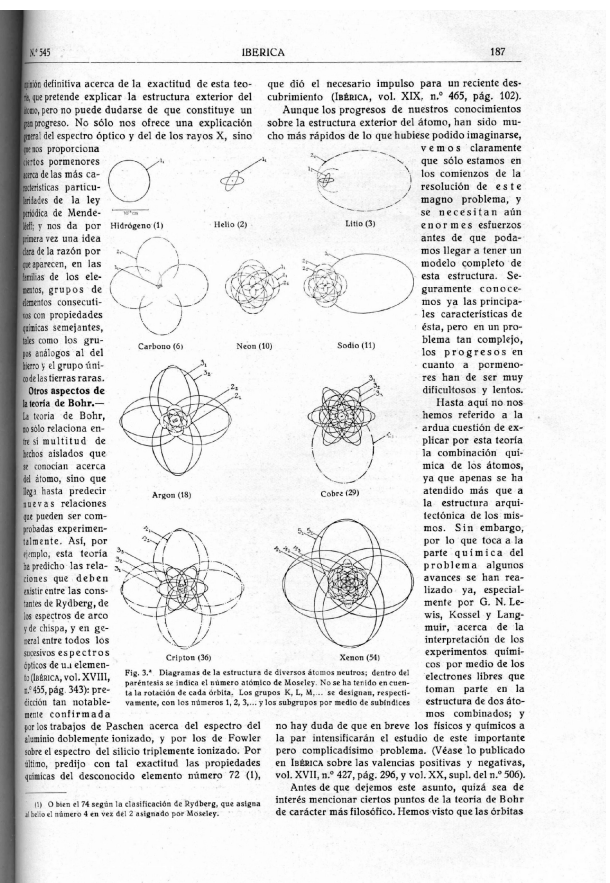 N.º 545
IBERICA
187
definitiva acerca de la exactitud de esta teo-
que pretende explicar la estructura exterior del
pero no puede dudarse de que constituye un
progreso. No sólo nos ofrece una explicación
general del espectro óptico y del de los rayos X, sino
que nos proporciona
ciertos pormenores
acerca de las más ca-
racterísticas particu-
laridades de la ley
periódica de Mende-
léeff; y nos da por
primera vez una idea
clara de la razón por
que aparecen, en las
familias de los ele-
mentos, grupos de
elementos consecuti-
vos con propiedades
químicas semejantes,
tales como los gru-
pos análogos al del
hierro y el grupo úni-
co de las tierras raras.
Otros aspectos de
la teoría de Bohr.—
La teoría de Bohr,
no solo relaciona en-
tre si multitud de
hechos aislados que
se conocían acerca
del átomo, sino que
llega hasta predecir
nuevas relaciones
que pueden ser com-
probadas experimen-
talmente. Así, por
ejemplo, esta teoría
ha predicho las rela-
ciones que deben
existir entre las cons-
tantes de Rydberg, de
los espectros de arco
y de chispa, y en ge-
neral entre todos los
sucesivos espectros
ópticos de un elemen-
to (IBÉRICA, vol. XVIII,
n.º 455, pág. 343): pre-
dicción tan notable-
mente confirmada
por los trabajos de Paschen acerca del espectro del
aluminio doblemente ionizado, y por los de Fowler
sobre el espectro del silicio triplemente ionizado. Por
último, predijo con tal exactitud las propiedades
químicas del desconocido elemento número 72 (1),
(1) O bien el 74 según la clasificación de Rydberg, que asigna
al helio el número 4 en vez del 2 asignado por Moseley.
Hidrógeno (1)
Helio (2)
Litio (3)
Carbono (6)
Neon (10)
Sodio (11)
Argon (18)
Cobre (29)
Cripton (36)
Xenon (54)
Fig. 3.ª Diagramas de la estructura de diversos átomos neutros; dentro del
paréntesis se indica el número atómico de Moseley. No se ha tenido en cuen-
ta la rotación de cada órbita. Los grupos K, L, M,... se designan, respecti-
vamente, con los números 1, 2, 3,... y los subgrupos por medio de subíndices
que dió el necesario impulso para un reciente des-
cubrimiento (IBÉRICA, vol. XIX, n.º 465, pág. 102).
Aunque los progresos de nuestros conocimientos
sobre la estructura exterior del átomo, han sido mu-
cho más rápidos de lo que hubiese podido imaginarse,
vemos claramente
que sólo estamos en
los comienzos de la
resolución de este
magno problema, y
se necesitan aún
enormes esfuerzos
antes de que poda-
mos llegar a tener un
modelo completo de
esta estructura. Se-
guramente conoce-
mos ya las principa-
les características de
ésta, pero en un pro-
blema tan complejo,
los progresos en
cuanto a pormeno-
res han de ser muy
dificultosos y lentos.
Hasta aquí no nos
hemos referido a la
ardua cuestión de ex-
plicar por esta teoría
la combinación quí-
mica de los átomos,
ya que apenas se ha
atendido más que a
la estructura arqui-
tectónica de los mis-
mos. Sin embargo,
por lo que toca a la
parte química del
problema algunos
avances se han rea-
lizado ya, especial-
mente por G. N. Le-
wis, Kossel y Lang-
muir, acerca de la
interpretación de los
experimentos quími-
cos por medio de los
electrones libres que
toman parte en la
estructura de dos áto-
mos combinados; y
no hay duda de que en breve los físicos y químicos a
la par intensificarán el estudio de este importante
pero complicadísimo problema. (Véase lo publicado
en IBÉRICA sobre las valencias positivas y negativas,
vol. XVII, n.º 427, pág. 296, y vol. XX, supl. del n.º 506).
Antes de que dejemos este asunto, quizá sea de
interés mencionar ciertos puntos de la teoría de Bohr
de carácter más filosófico. Hemos visto que las órbitas